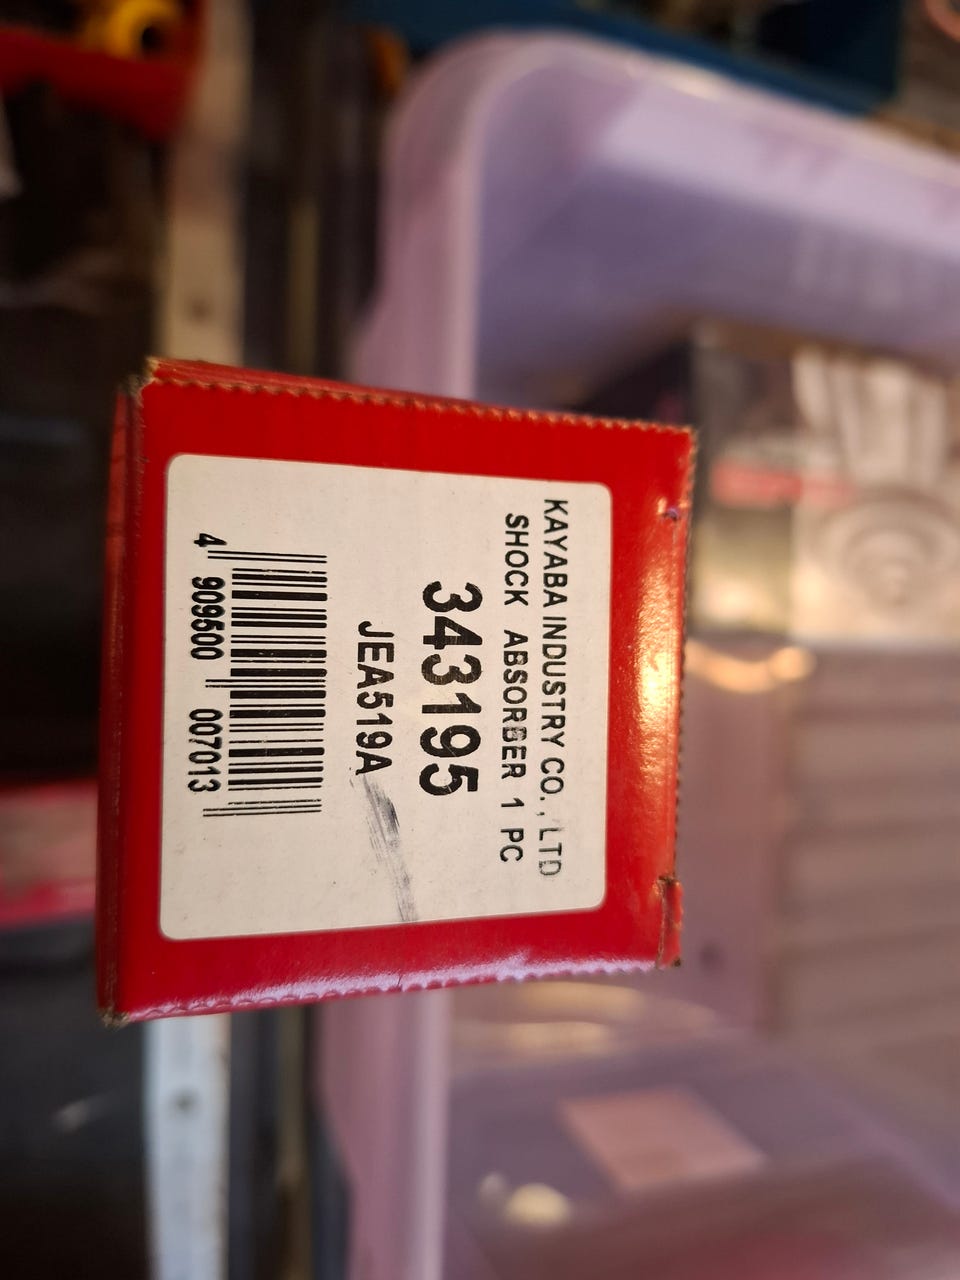 KAYABA INDUSTRY CO., LTD
SHOCK ABSORBER 1 PC
343195
JEA519A
4 909500 007013